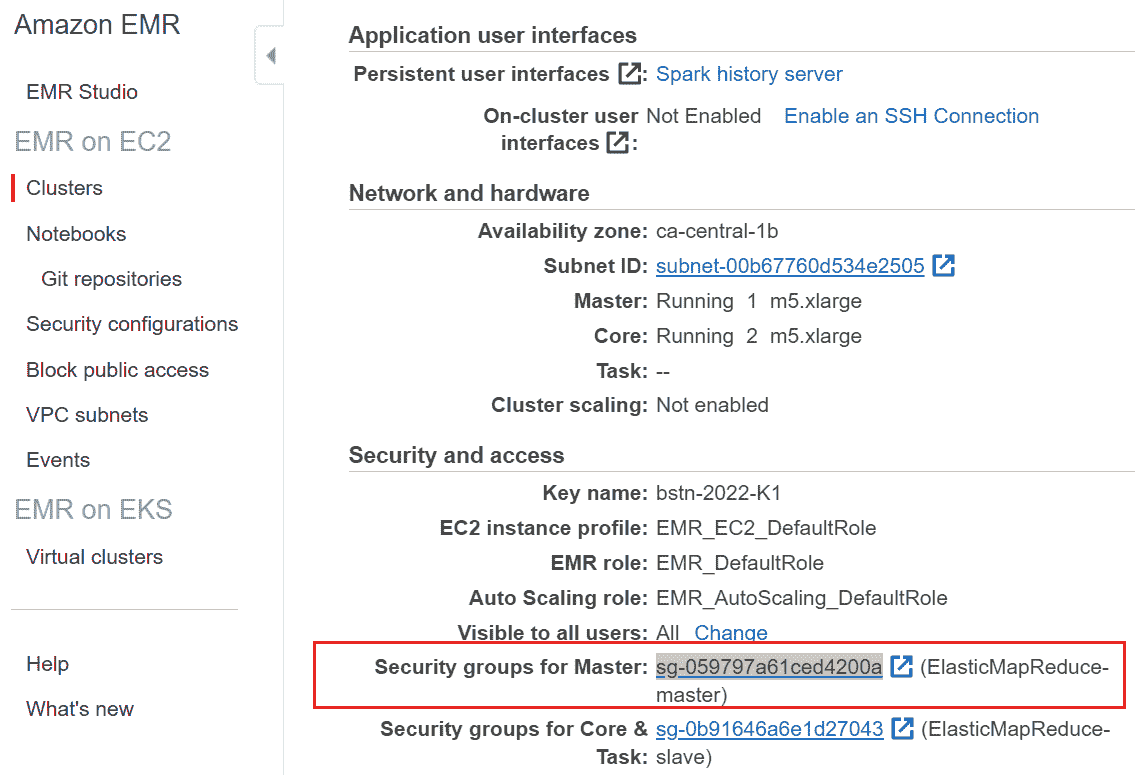 Amazon EMR
EMR Studio
EMR on EC2
Clusters
Notebooks
Git repositories
Security configurations
Block public access
VPC subnets
Events
EMR on EKS
Virtual clusters
Help
What's new
Application user interfaces
Persistent user interfaces : Spark history server
On-cluster user Not Enabled Enable an SSH Connection
interfaces :
Network and hardware
Availability zone: ca-central-1b
Subnet ID: subnet-00b67760d534e2505
Master: Running 1 m5.xlarge
Core: Running 2 m5.xlarge
Task: --
Cluster scaling: Not enabled
Security and access
Key name: bstn-2022-K1
EC2 instance profile: EMR_EC2_DefaultRole
EMR role: EMR_DefaultRole
Auto Scaling role: EMR_AutoScaling_DefaultRole
Visible to all users: All Change
Security groups for Master: sg-059797a61ced4200a (ElasticMapReduce-
master)
Security groups for Core & sg-0b91646a6e1d27043 (ElasticMapReduce-
Task: slave)